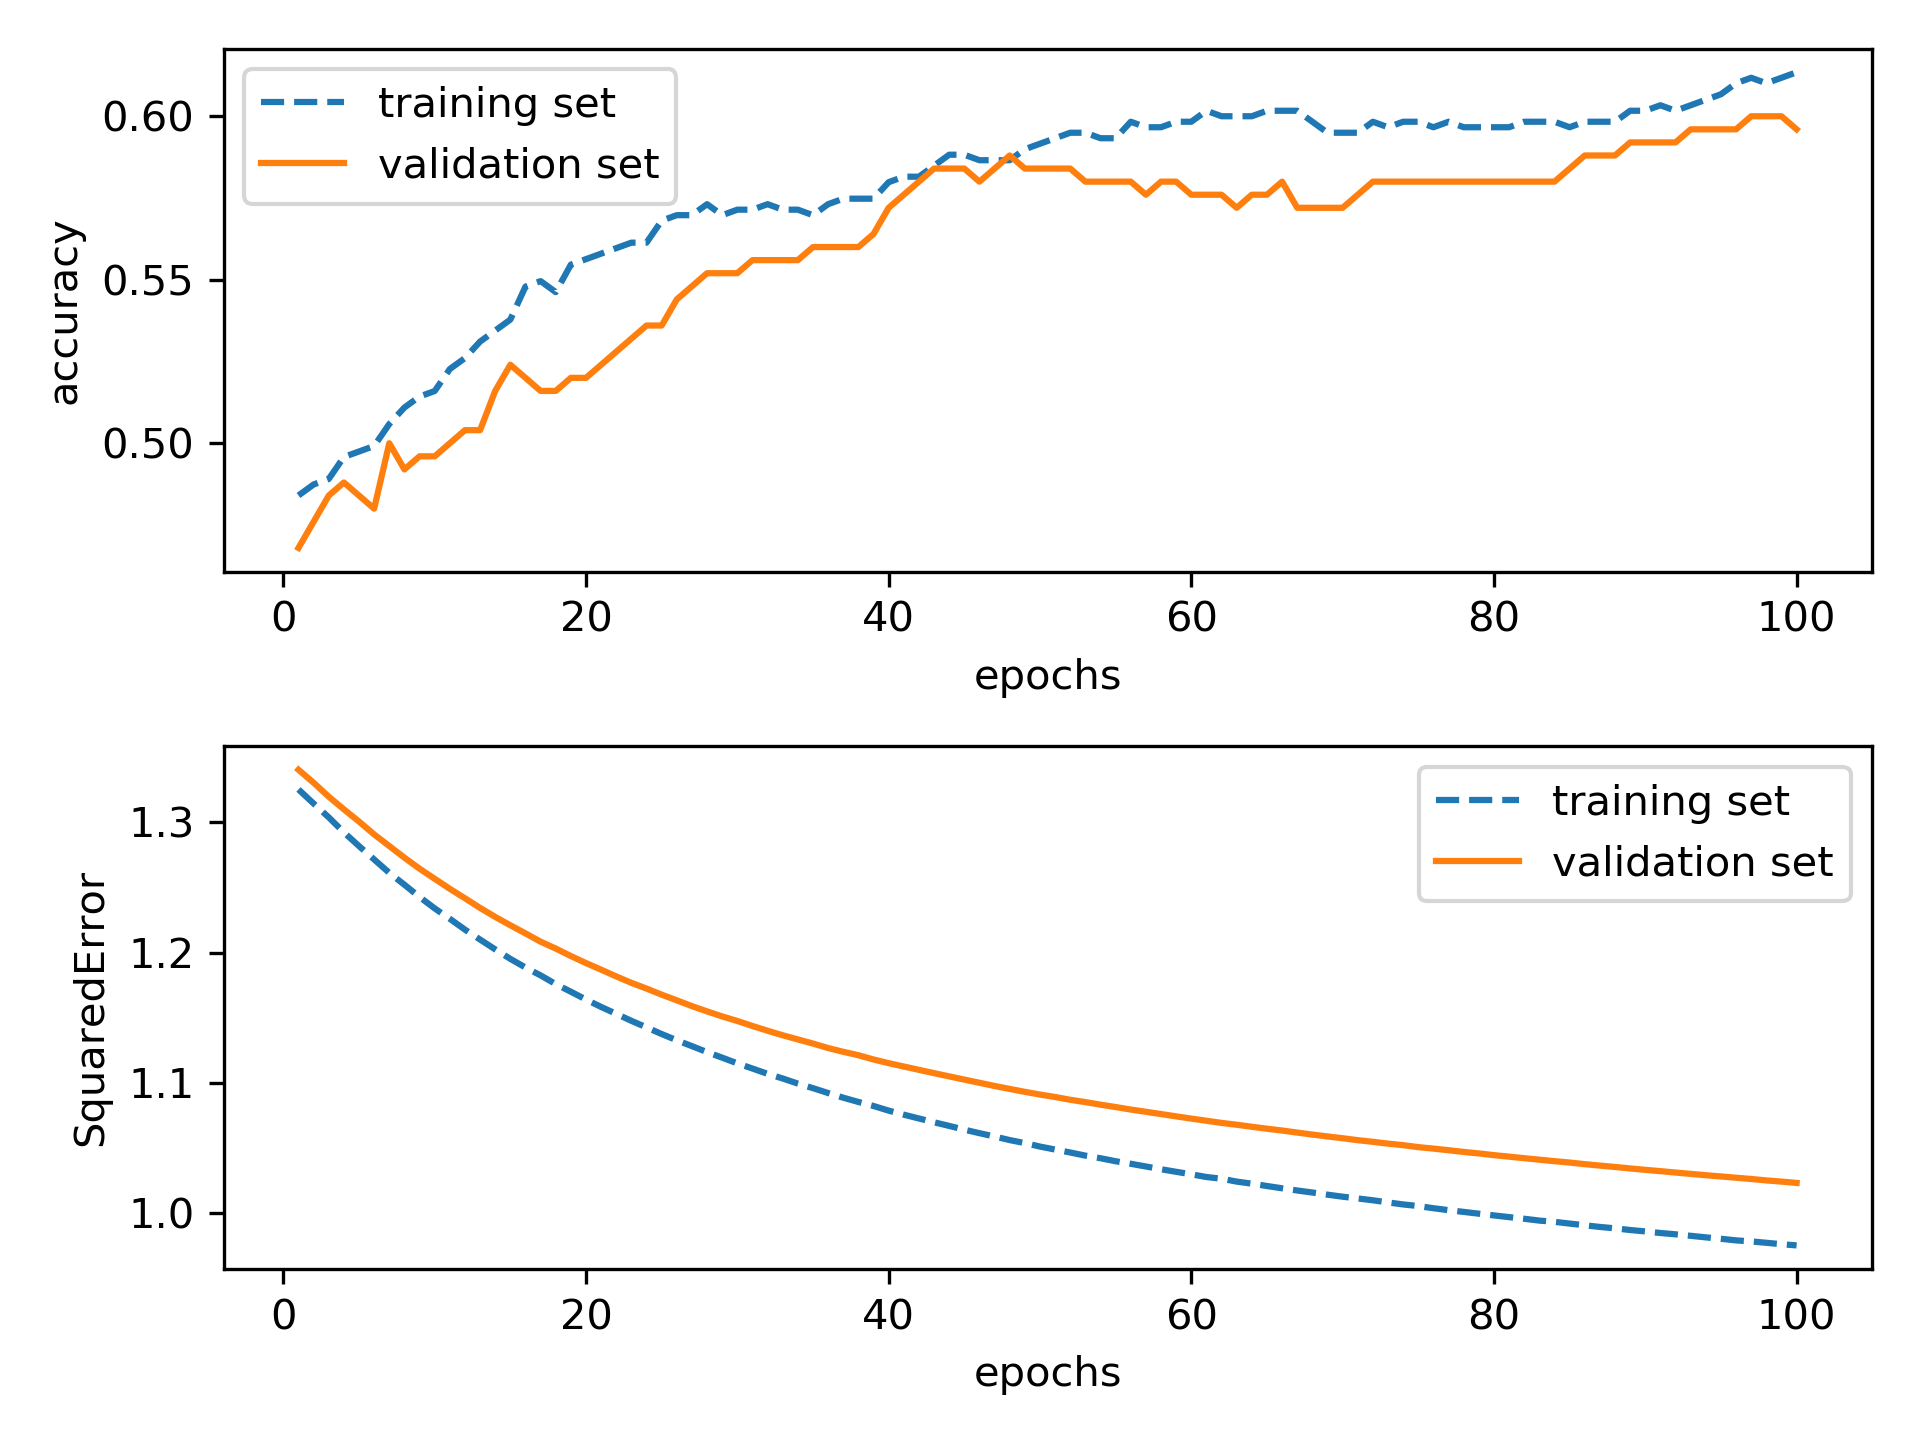 training set
validation set
0.60
0.55
0.50
accuracy
0 20 40 60 80 100
epochs
training set
validation set
1.3
1.2
1.1
1.0
SquaredError
0 20 40 60 80 100
epochs